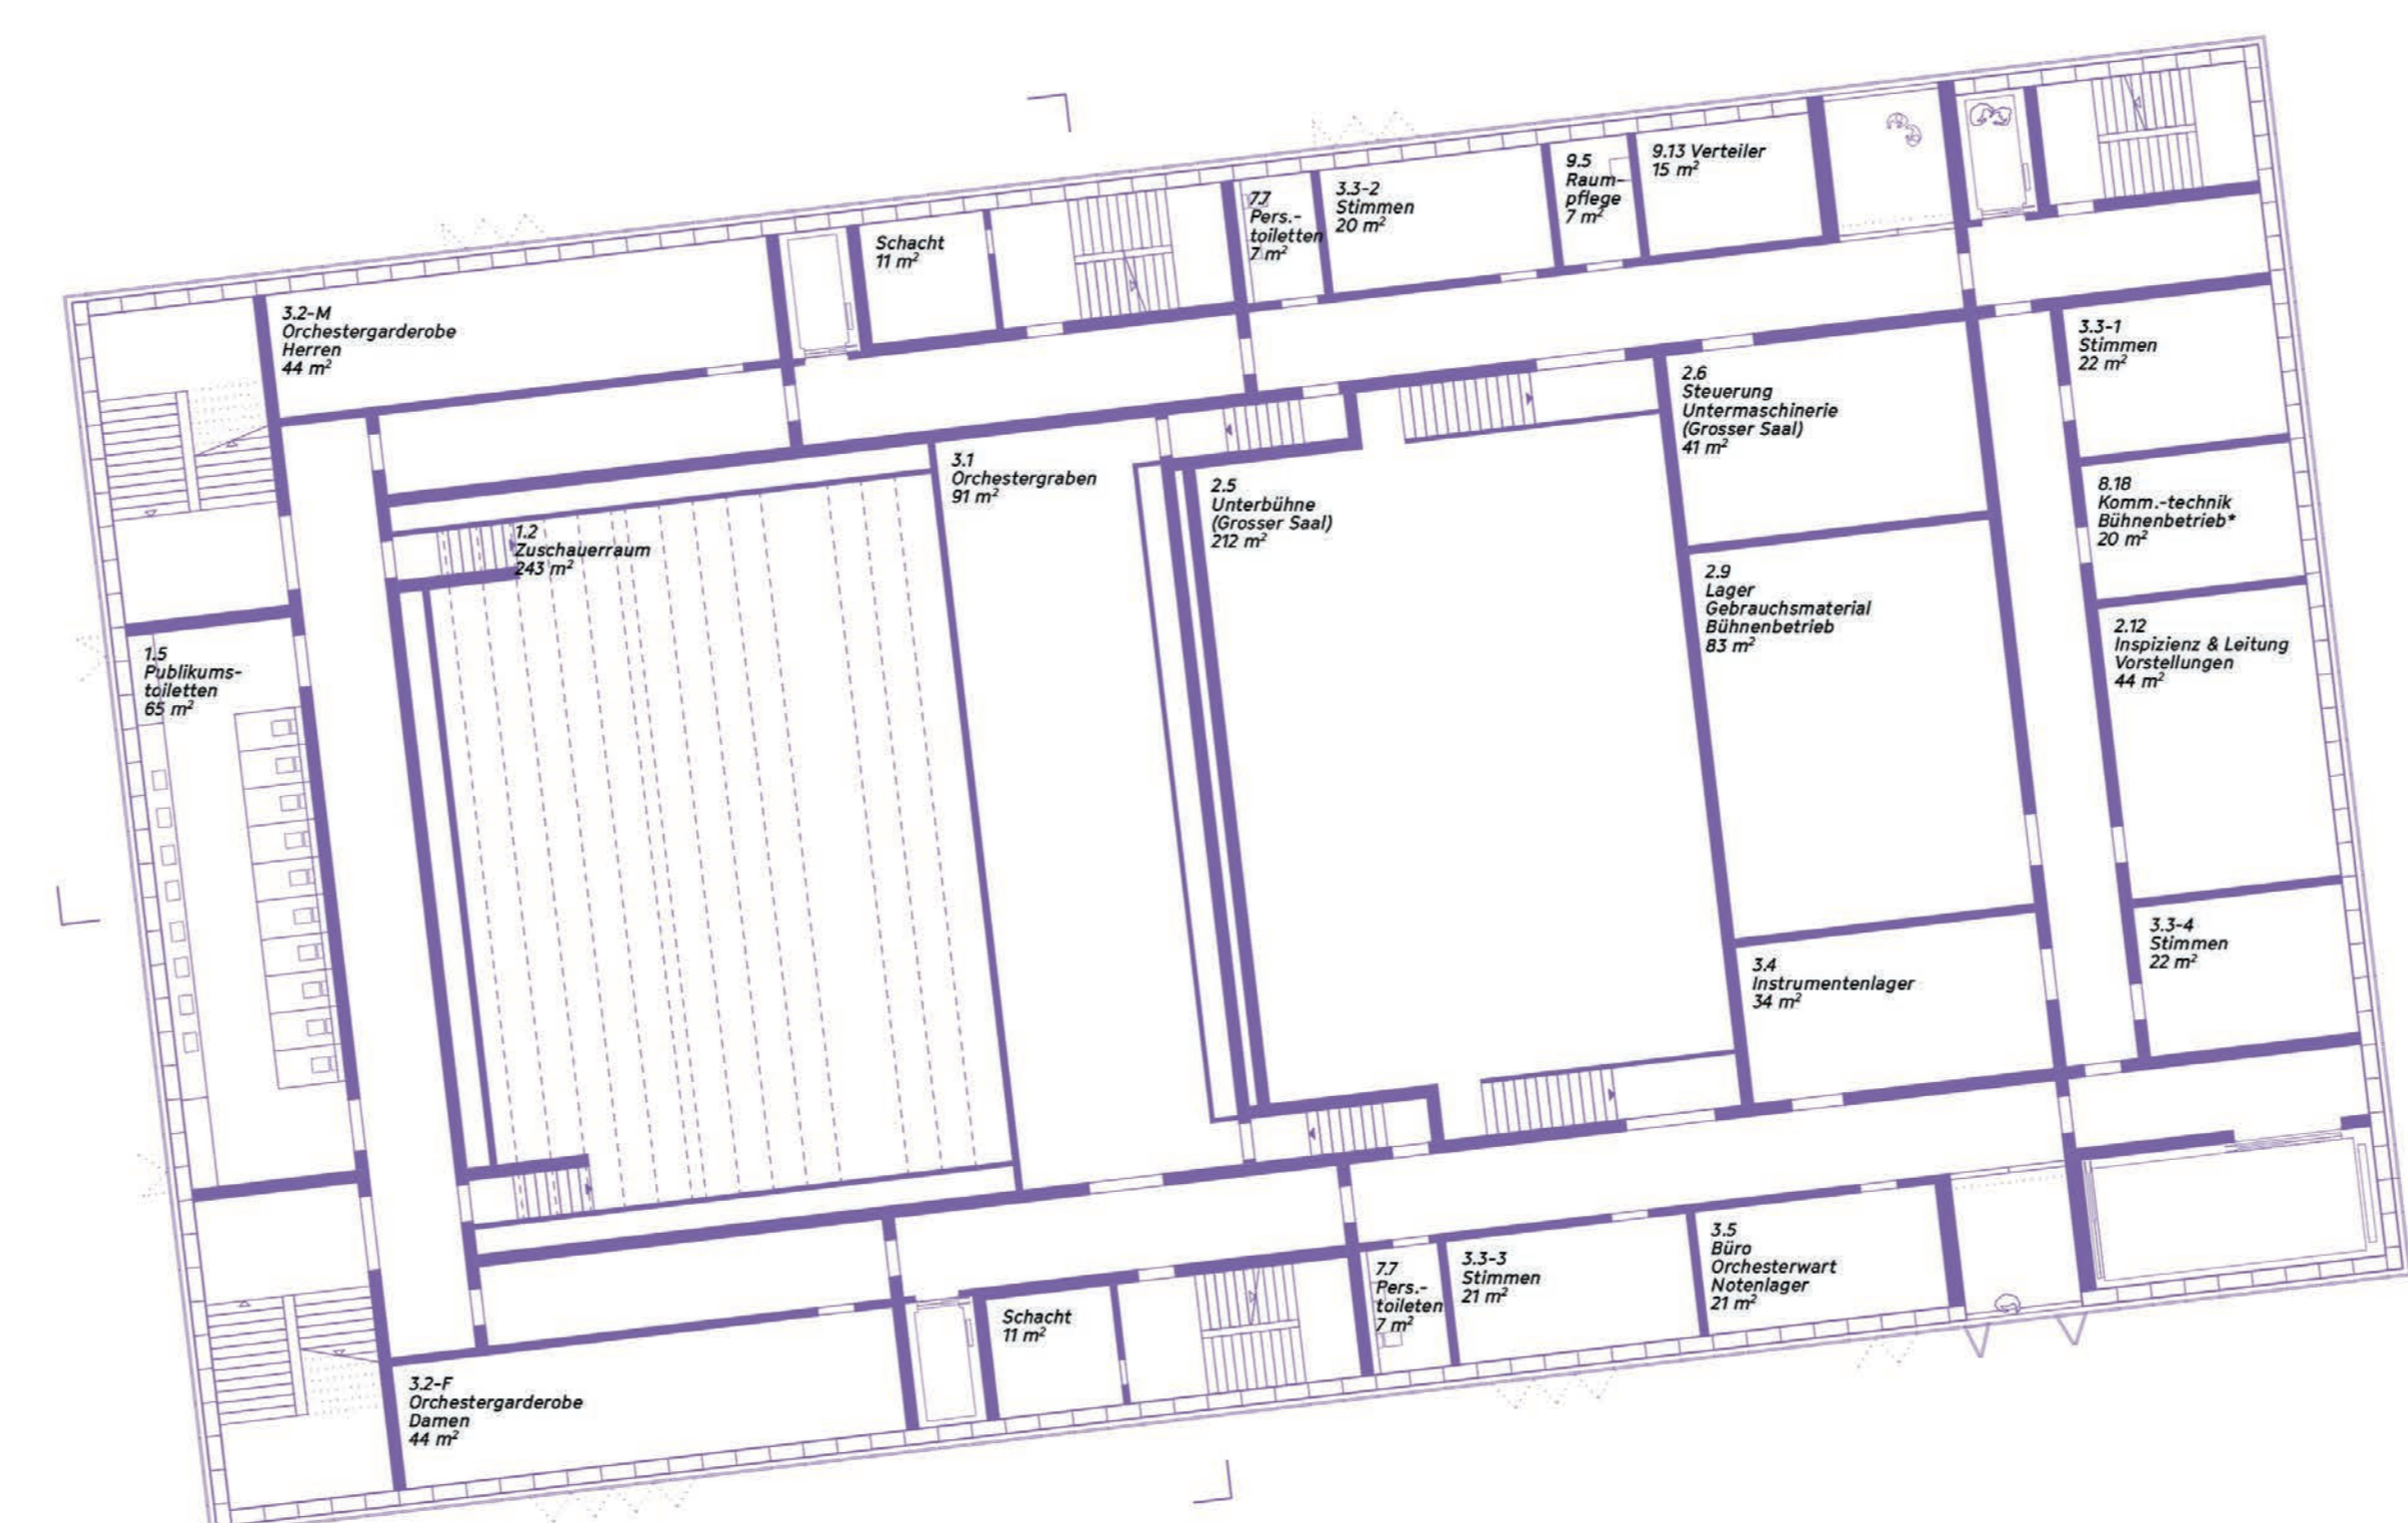 3.2-M
Orchestergarderobe
Herren
44 m²
Schacht
11 m²
7.7
Pers.-
toiletten
7 m²
3.3-2
Stimmen
20 m²
9.5
Raum-
pflege
7 m²
9.13 Verteiler
15 m²
3.3-1
Stimmen
22 m²
2.6
Steuerung
Untermaschinerie
(Grosser Saal)
41 m²
3.1
Orchestergraben
91 m²
2.5
Unterbühne
(Grosser Saal)
212 m²
8.18
Komm.-technik
Bühnenbetrieb*
20 m²
1.2
Zuschauerraum
243 m²
2.9
Lager
Gebrauchsmaterial
Bühnenbetrieb
83 m²
2.12
Inspizienz & Leitung
Vorstellungen
44 m²
1.5
Publikums-
toiletten
65 m²
3.3-4
Stimmen
22 m²
3.4
Instrumentenlager
34 m²
3.5
Büro
Orchesterwart
Notenlager
21 m²
3.3-3
Stimmen
21 m²
7.7
Pers.-
toileten
7 m²
Schacht
11 m²
3.2-F
Orchestergarderobe
Damen
44 m²